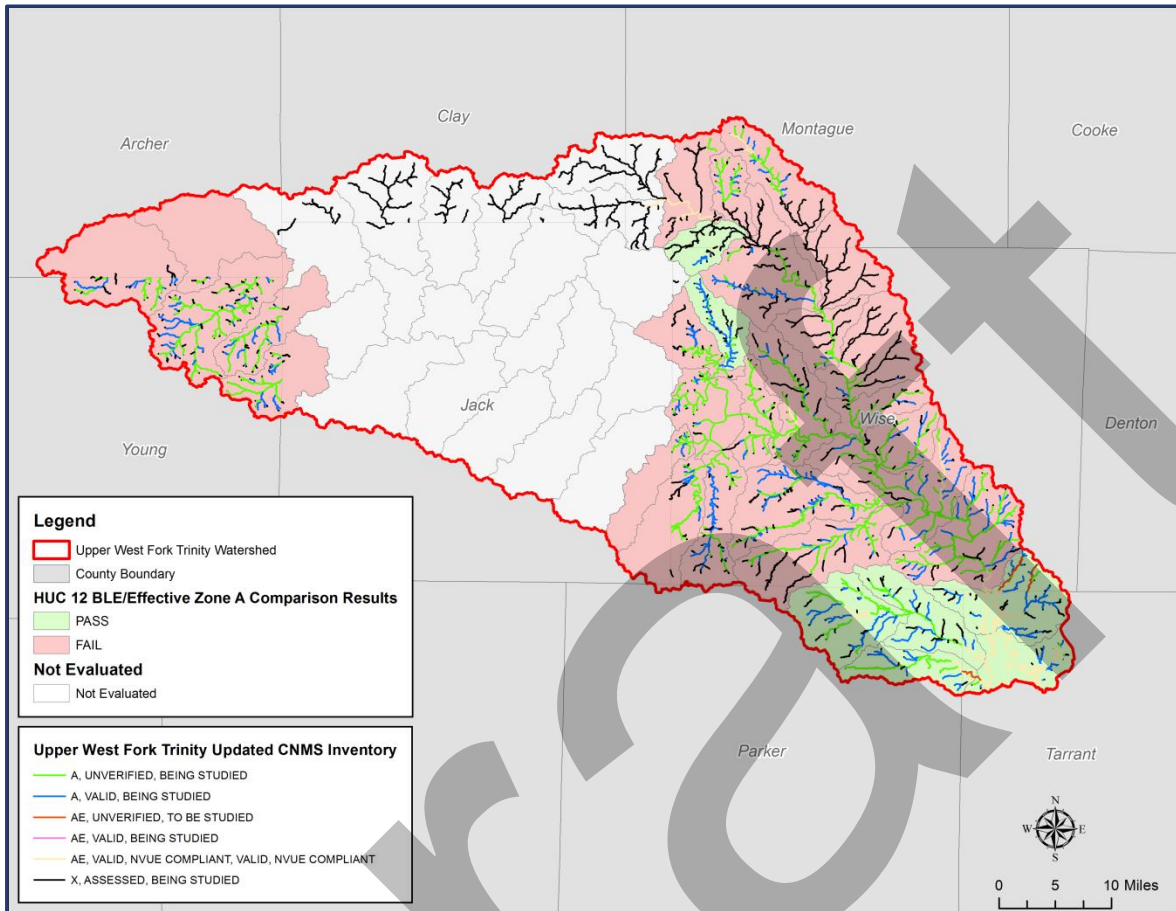 Clay
Montague
Cooke
Archer
Jack
Wise
Denton
Young
Legend
Upper West Fork Trinity Watershed
County Boundary
HUC 12 BLE/Effective Zone A Comparison Results
PASS
FAIL
Not Evaluated
Not Evaluated
Upper West Fork Trinity Updated CNMS Inventory
A, UNVERIFIED, BEING STUDIED
A, VALID, BEING STUDIED
AE, UNVERIFIED, TO BE STUDIED
AE, VALID, BEING STUDIED
AE, VALID, NVUE COMPLIANT, VALID, NVUE COMPLIANT
X, ASSESSED, BEING STUDIED
Parker
Tarrant
N
W E
S
0 5 10 Miles
raft